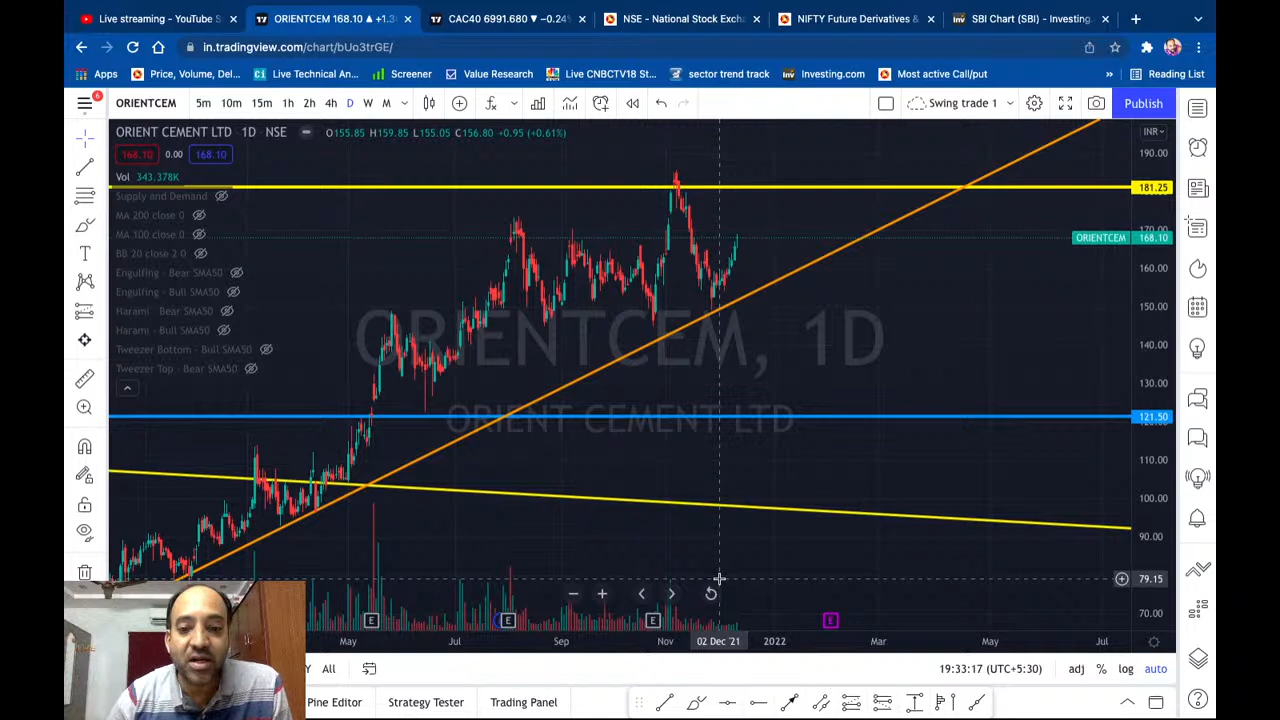 Live streaming - YouTube S
ORIENTCEM 168.10 ▲ +1.3
CAC40 6991.680 ▼ −0.24%
NSE - National Stock Excha
NIFTY Future Derivatives &
SBI Chart (SBI) - Investing.
in.tradingview.com/chart/bUo3trGE/
Apps
Price, Volume, Del...
Live Technical An...
Screener
Value Research
Live CNBCTV18 St...
sector trend track
Investing.com
Most active Call/put
»
Reading List
6
ORIENTCEM
5m 10m 15m 1h 2h 4h D W M
Swing trade 1
Publish
ORIENT CEMENT LTD 1D NSE
O155.85 H159.85 L155.05 C156.80 +0.95 (+0.61%)
INR
168.10
0.00
168.10
Vol 343.378K
Supply and Demand
MA 200 close 0
MA 100 close 0
BB 20 close 2 0
Engulfing - Bear SMA50
Engulfing - Bull SMA50
Harami - Bear SMA50
Harami - Bull SMA50
Tweezer Bottom - Bull SMA50
Tweezer Top - Bear SMA50
ORIENTCEM, 1D
ORIENT CEMENT LTD
190.00
181.25
170.00
ORIENTCEM 168.10
160.00
150.00
140.00
130.00
121.50
110.00
100.00
90.00
79.15
70.00
E
E
E
E
May
Jul
Sep
Nov
02 Dec '21
2022
Mar
May
Jul
Y
All
19:33:17 (UTC+5:30)
adj
%
log
auto
Pine Editor
Strategy Tester
Trading Panel